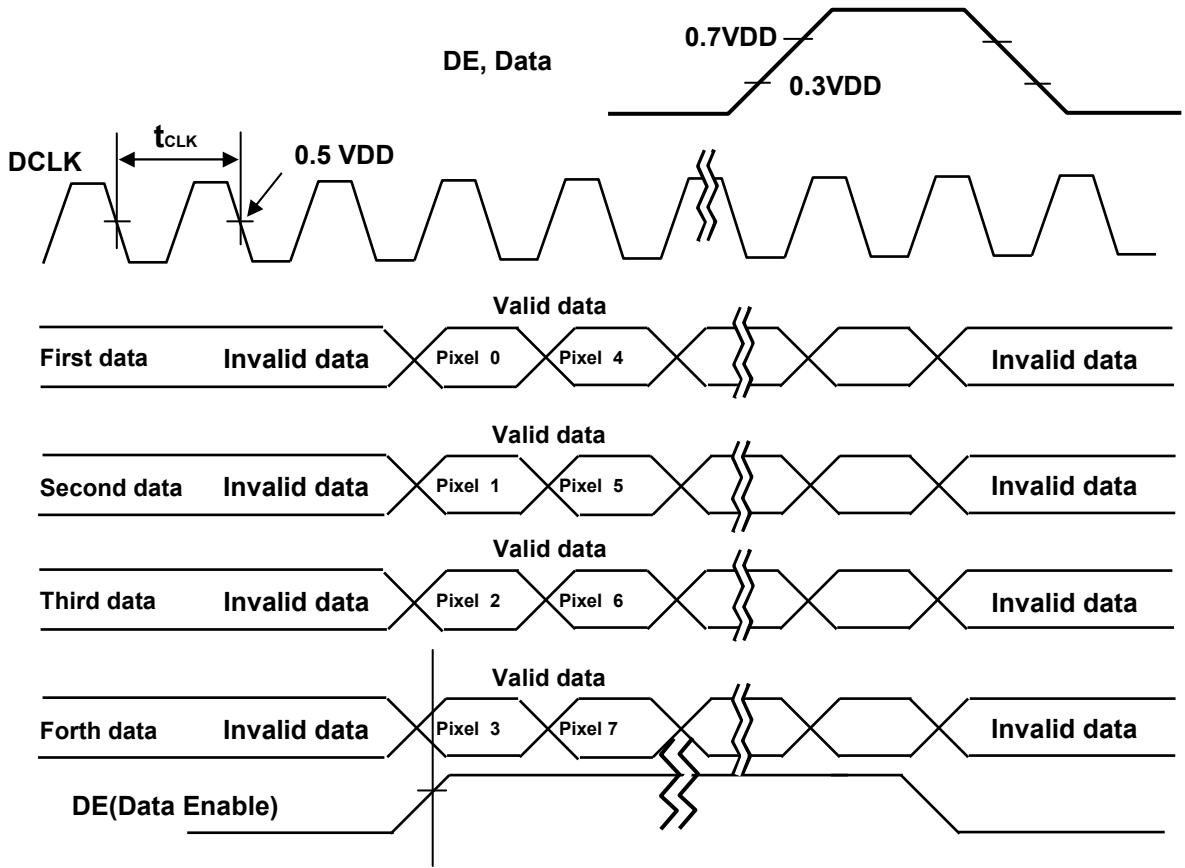 0.7VDD
DE, Data
0.3VDD
tCLK
DCLK
0.5 VDD
Valid data
First data Invalid data Pixel 0 Pixel 4 Invalid data
Valid data
Second data Invalid data Pixel 1 Pixel 5 Invalid data
Valid data
Third data Invalid data Pixel 2 Pixel 6 Invalid data
Valid data
Forth data Invalid data Pixel 3 Pixel 7 Invalid data
DE(Data Enable)